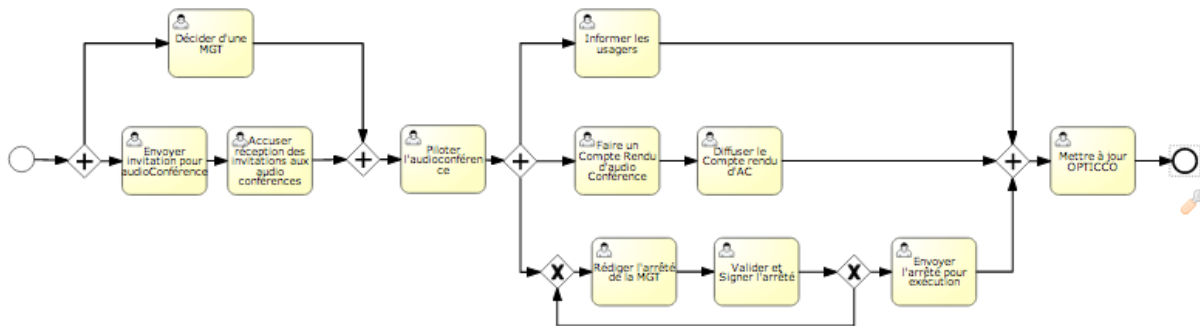 Décider d'une
MGT
Informer les
usagers
Envoyer
invitation pour
audioConférence
Accuser
réception des
invitations aux
audio
conférences
Piloter
l'audioconféren
ce
Faire un
Compte Rendu
d'audio
Conférence
Diffuser le
Compte rendu
d'AC
Mettre à jour
OPTICCO
Rédiger l'arrêté
de la MGT
Valider et
Signer l'arrêté
Envoyer
l'arrêté pour
exécution